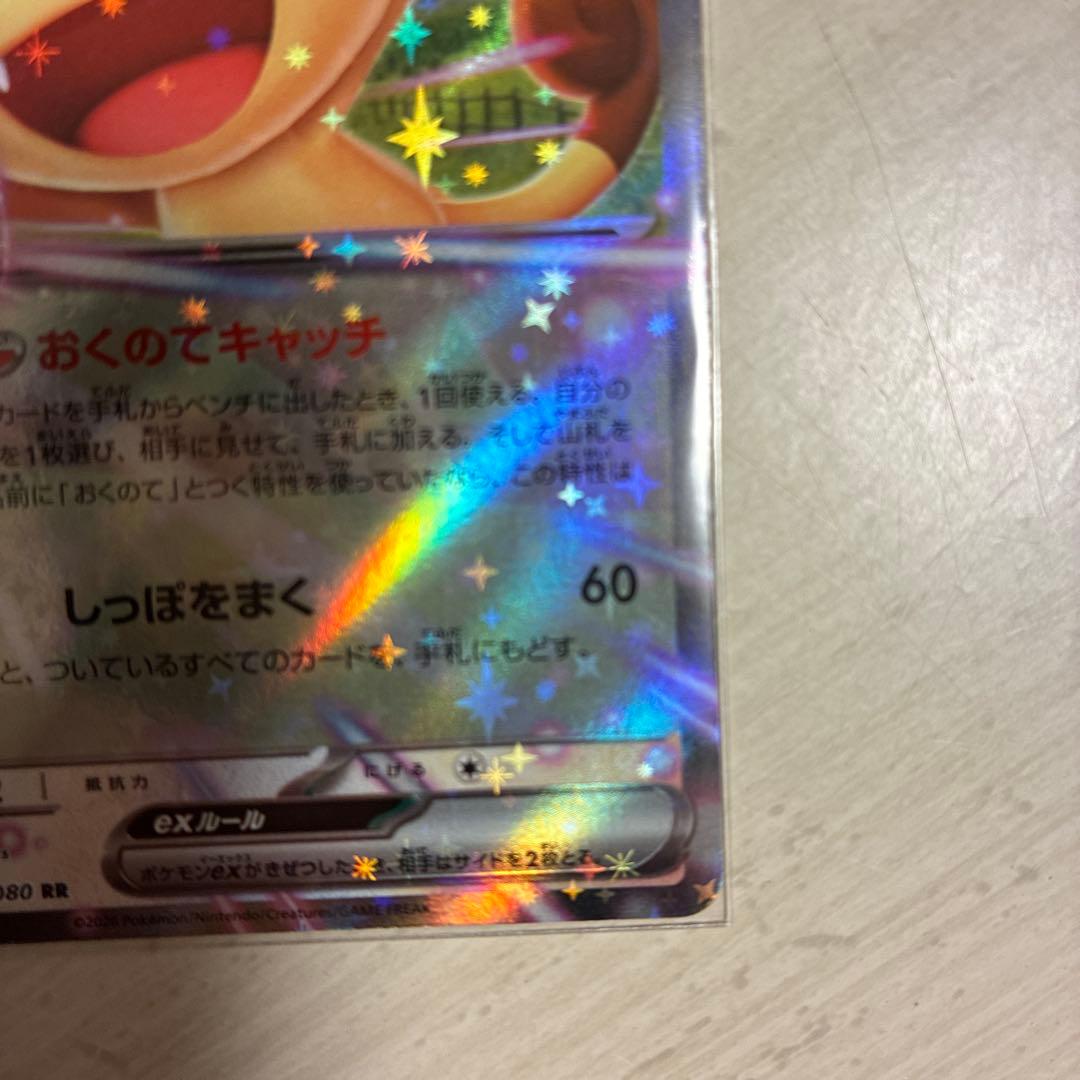 おくのてキャッチ
カードを手札からベンチに出したとき、1回使える。自分の
を1枚選び、相手に見せて、手札に加える。そして山札を
名前に「おくのて」とつく特性を使っていたなら、この特性は
しっぽをまく 60
と、ついているすべてのカードを、手札にもどす。
抵抗力 にげる
exルール
ポケモンexがきぜつしたとき、相手はサイドを2枚とる。
080 RR
©2026 Pokémon/Nintendo/Creatures/GAME FREAK